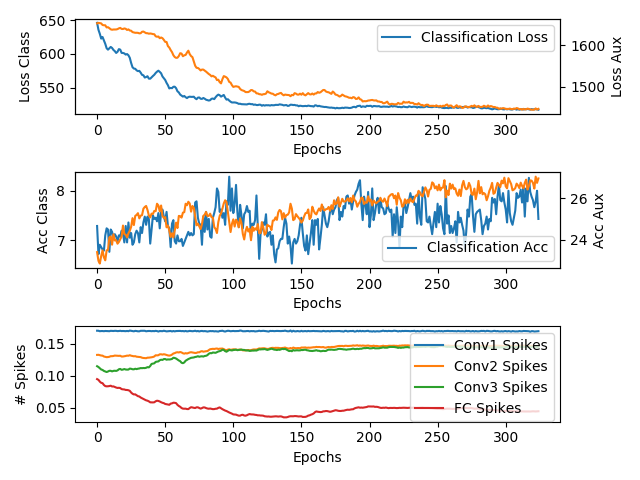 650
600
550
Loss Class
Classification Loss
1600
1500
Loss Aux
0 50 100 150 200 250 300
Epochs
8
7
Acc Class
Classification Acc
26
24
Acc Aux
0 50 100 150 200 250 300
Epochs
0.15
0.10
0.05
# Spikes
Conv1 Spikes
Conv2 Spikes
Conv3 Spikes
FC Spikes
0 50 100 150 200 250 300
Epochs